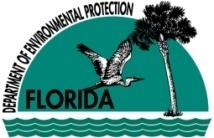 DEPARTMENT OF ENVIRONMENTAL PROTECTION
FLORIDA